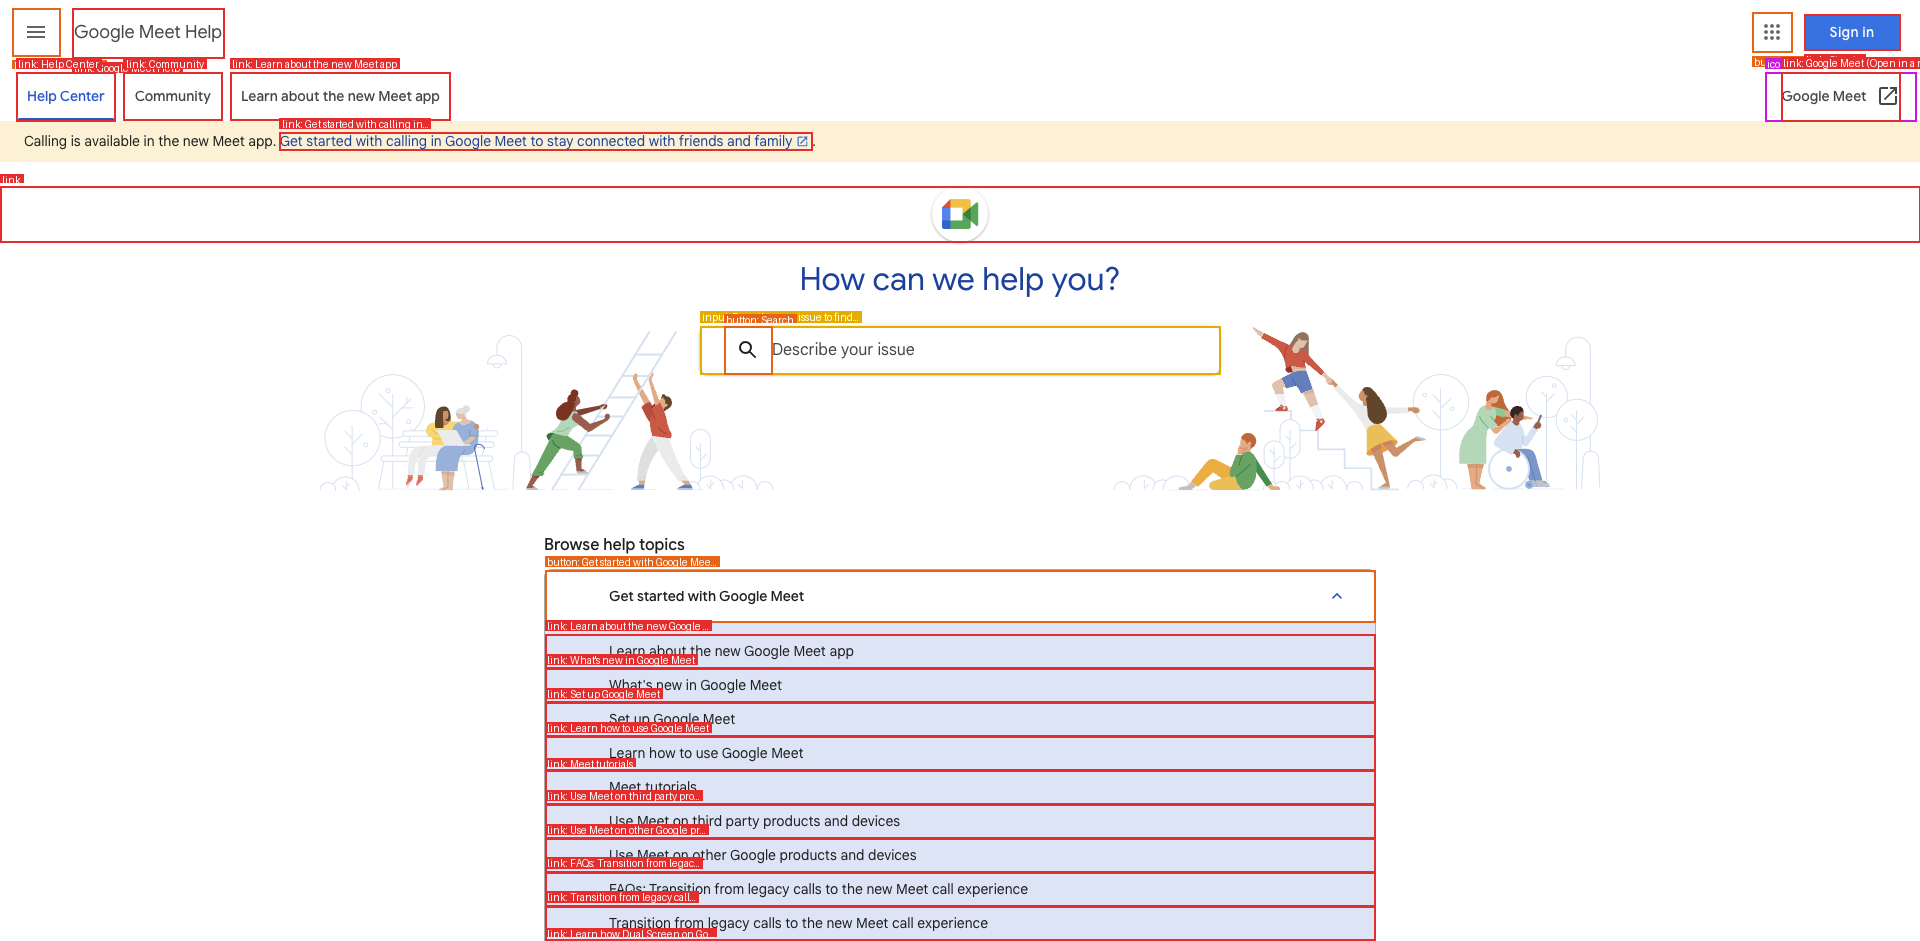 Google Meet Help
Sign in
link: Help Center
link: Community
link: Learn about the new Meet app
link: Google Meet (Open in a n
Help Center
Community
Learn about the new Meet app
Google Meet
link: Get started with calling in...
Calling is available in the new Meet app. Get started with calling in Google Meet to stay connected with friends and family.
link
How can we help you?
button: Search
issue to find...
Describe your issue
Browse help topics
button: Get started with Google Mee...
Get started with Google Meet
link: Learn about the new Google ...
Learn about the new Google Meet app
link: What's new in Google Meet
What's new in Google Meet
link: Set up Google Meet
Set up Google Meet
link: Learn how to use Google Meet
Learn how to use Google Meet
link: Meet tutorials
Meet tutorials
link: Use Meet on third party pro...
Use Meet on third party products and devices
link: Use Meet on other Google pr...
Use Meet on other Google products and devices
link: FAQs: Transition from legac...
FAQs: Transition from legacy calls to the new Meet call experience
link: Transition from legacy call...
Transition from legacy calls to the new Meet call experience
link: Learn how Dual Screen on Go...